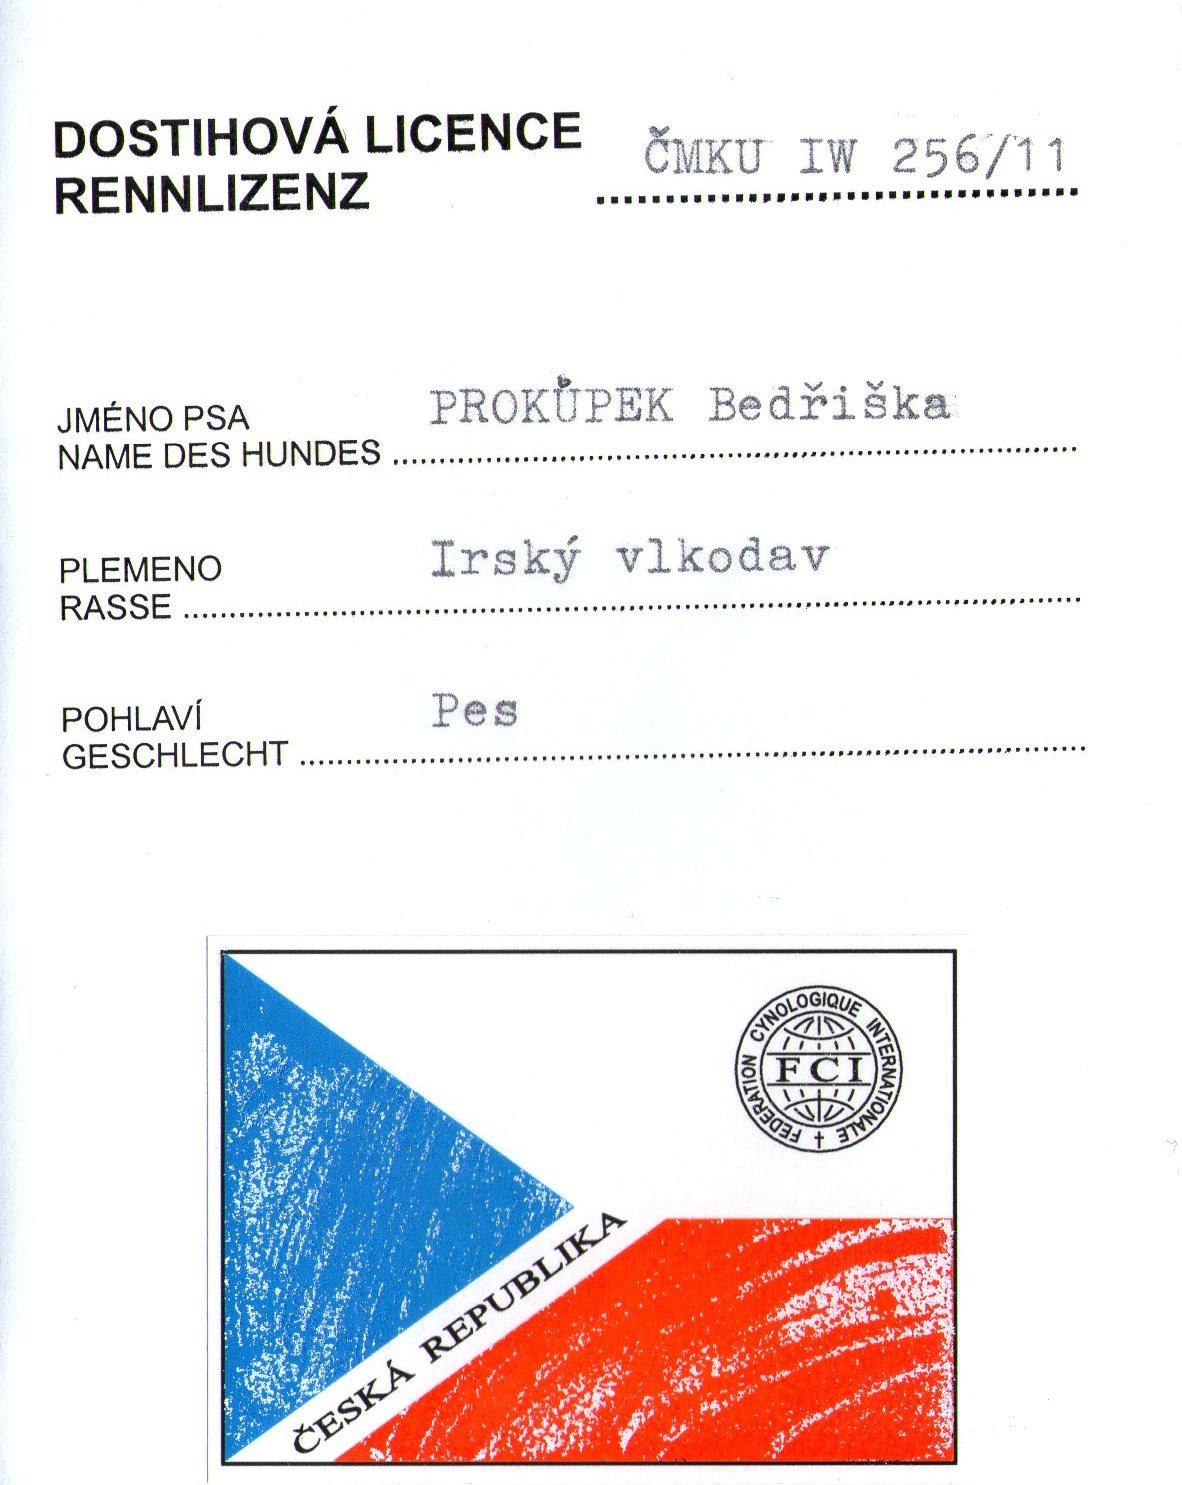 DOSTIHOVÁ LICENCE
RENNLIZENZ
ČMKU IW 256/11
JMÉNO PSA
NAME DES HUNDES
PROKŮPEK Bedřiška
PLEMENO
RASSE
Irský vlkodav
POHLAVÍ
GESCHLECHT
Pes
FEDERATION CYNOLOGIQUE INTERNATIONALE
FCI
ČESKÁ REPUBLIKA